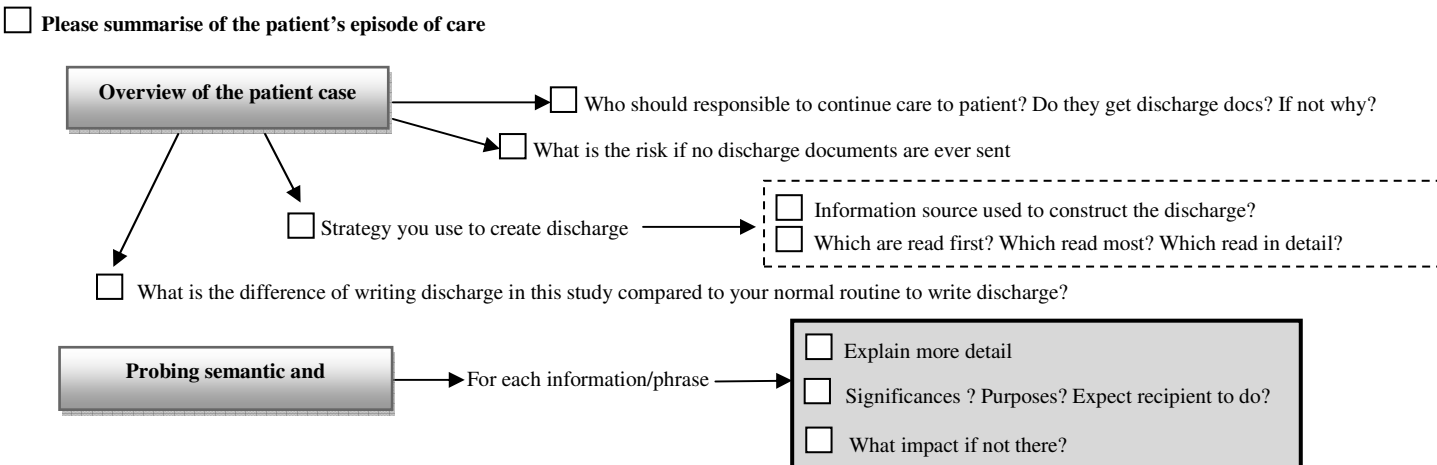 Please summarise of the patient's episode of care
Overview of the patient case
Who should responsible to continue care to patient? Do they get discharge docs? If not why?
What is the risk if no discharge documents are ever sent
Strategy you use to create discharge
Information source used to construct the discharge?
Which are read first? Which read most? Which read in detail?
What is the difference of writing discharge in this study compared to your normal routine to write discharge?
Probing semantic and
For each information/phrase
Explain more detail
Significances ? Purposes? Expect recipient to do?
What impact if not there?